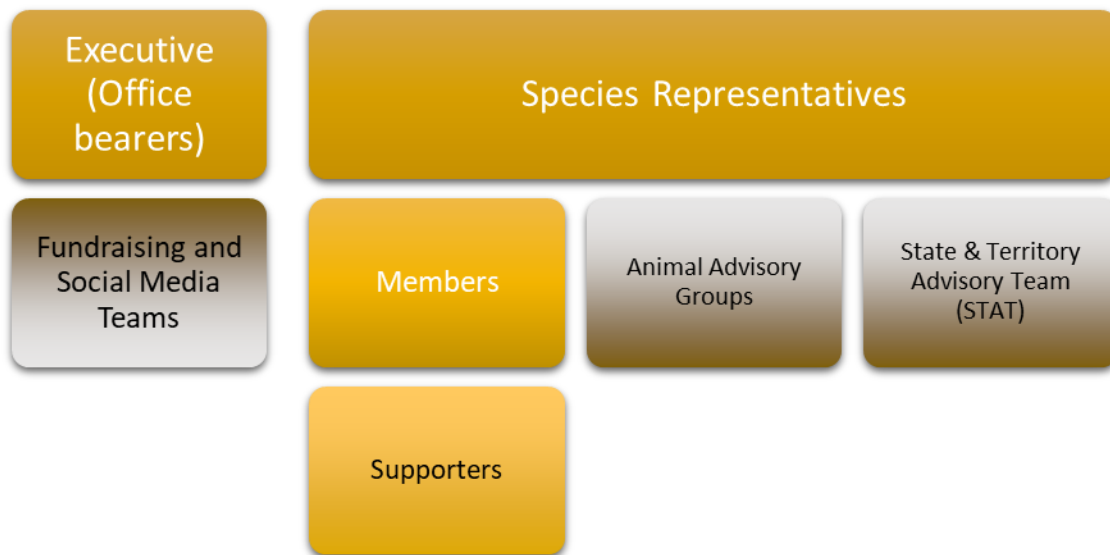 Executive
(Office
bearers)
Species Representatives
Fundraising and
Social Media
Teams
Members
Animal Advisory
Groups
State & Territory
Advisory Team
(STAT)
Supporters